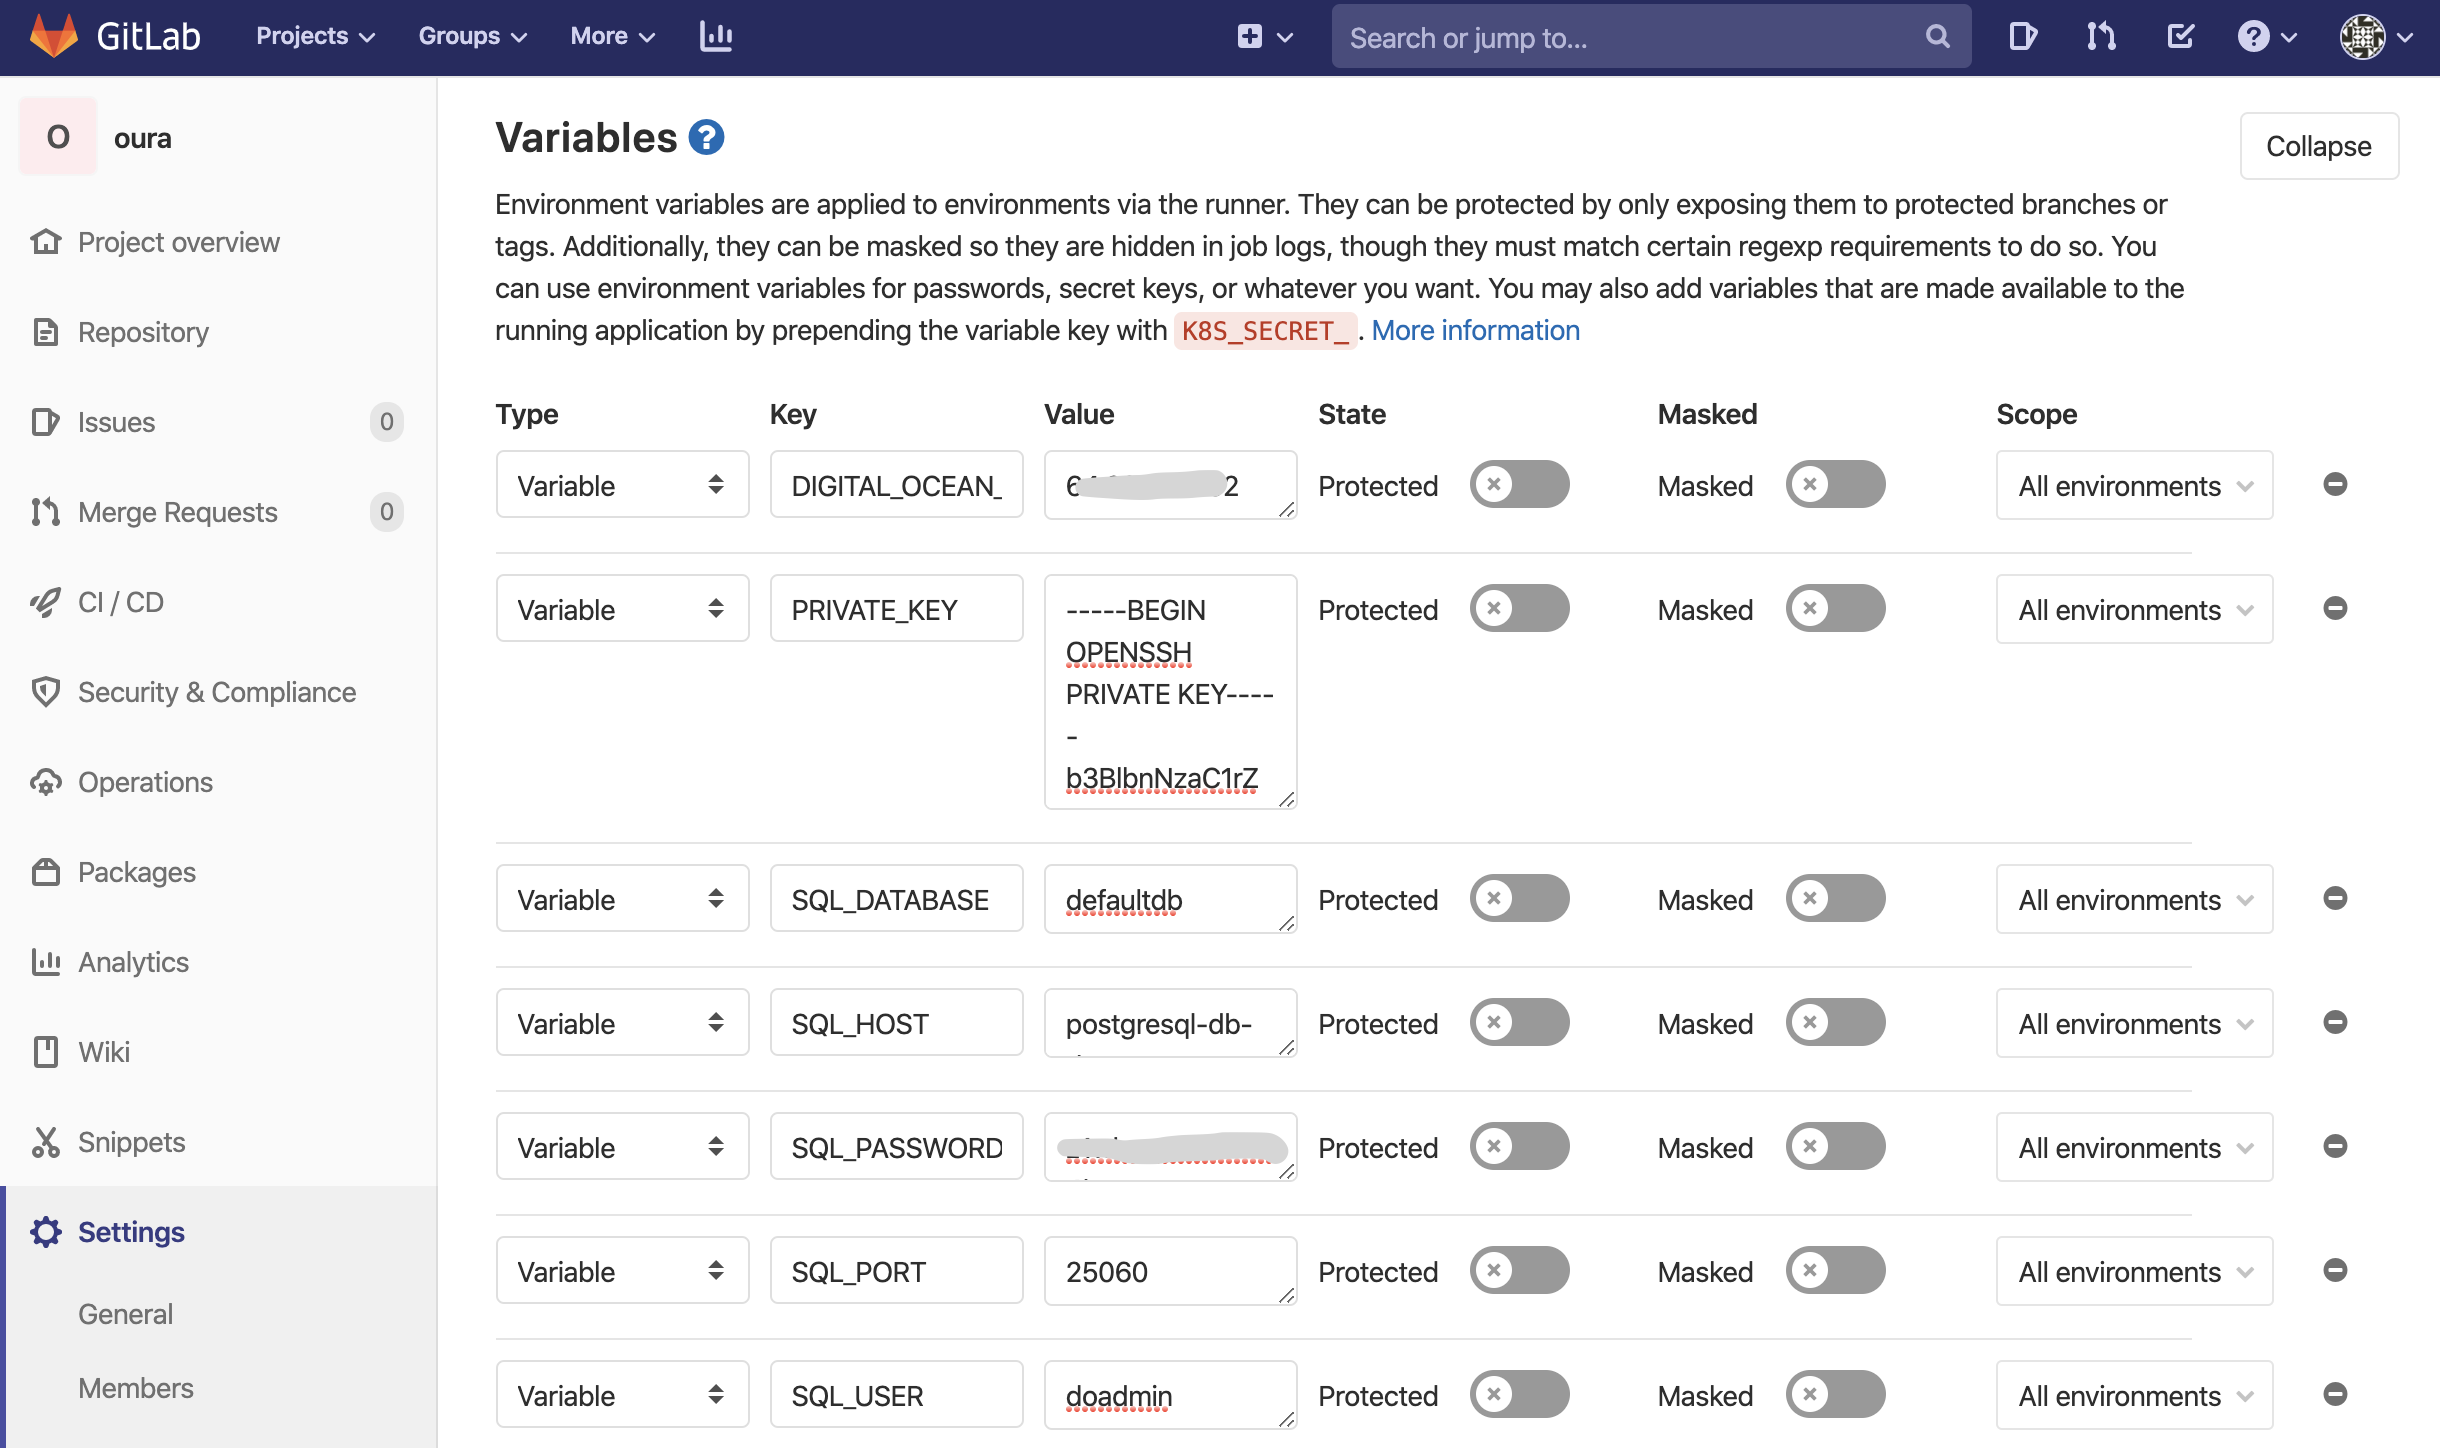 GitLab Projects Groups More Search or jump to...
O oura
Project overview
Repository
Issues 0
Merge Requests 0
CI / CD
Security & Compliance
Operations
Packages
Analytics
Wiki
Snippets
Settings
General
Members
Variables ?
Collapse
Environment variables are applied to environments via the runner. They can be protected by only exposing them to protected branches or
tags. Additionally, they can be masked so they are hidden in job logs, though they must match certain regexp requirements to do so. You
can use environment variables for passwords, secret keys, or whatever you want. You may also add variables that are made available to the
running application by prepending the variable key with K8S_SECRET_ . More information
Type Key Value State Masked Scope
Variable DIGITAL_OCEAN_ Protected Masked All environments
Variable PRIVATE_KEY -----BEGIN Protected Masked All environments
OPENSSH
PRIVATE KEY----
-
b3BlbnNzaC1rZ
Variable SQL_DATABASE defaultdb Protected Masked All environments
Variable SQL_HOST postgresql-db- Protected Masked All environments
Variable SQL_PASSWORD Protected Masked All environments
Variable SQL_PORT 25060 Protected Masked All environments
Variable SQL_USER doadmin Protected Masked All environments